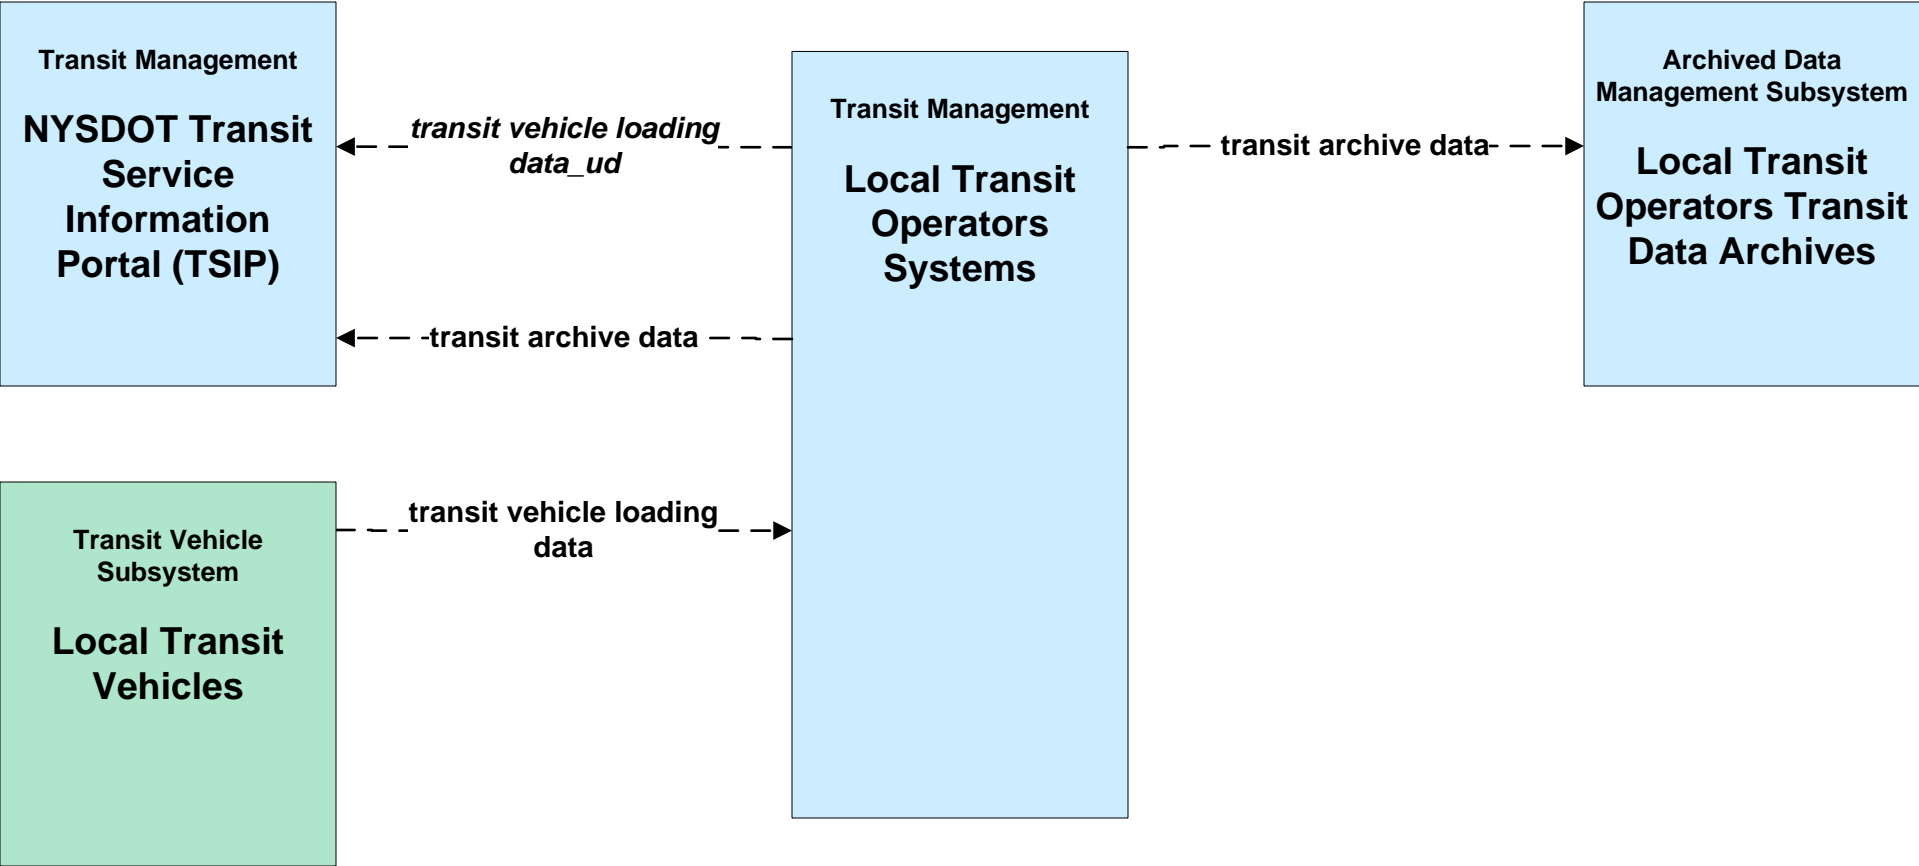 Transit Management
NYSDOT Transit
Service
Information
Portal (TSIP)
transit vehicle loading
data_ud
transit archive data
Transit Management
Local Transit
Operators
Systems
transit archive data
Archived Data
Management Subsystem
Local Transit
Operators Transit
Data Archives
Transit Vehicle
Subsystem
Local Transit
Vehicles
transit vehicle loading
data